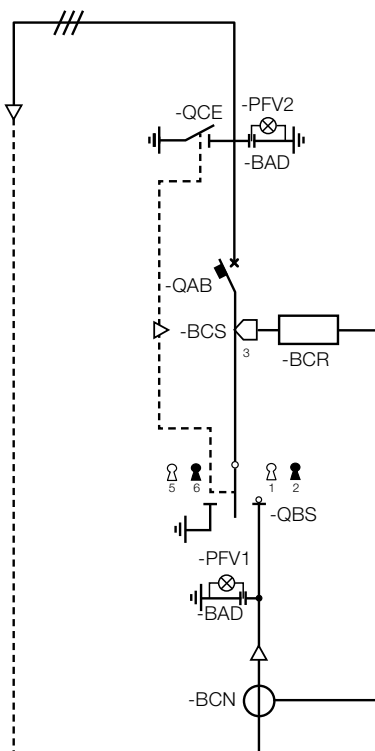 -QCE
-PFV2
-BAD
-QAB
-BCS
3
-BCR
5 6
1 2
-QBS
-PFV1
-BAD
-BCN